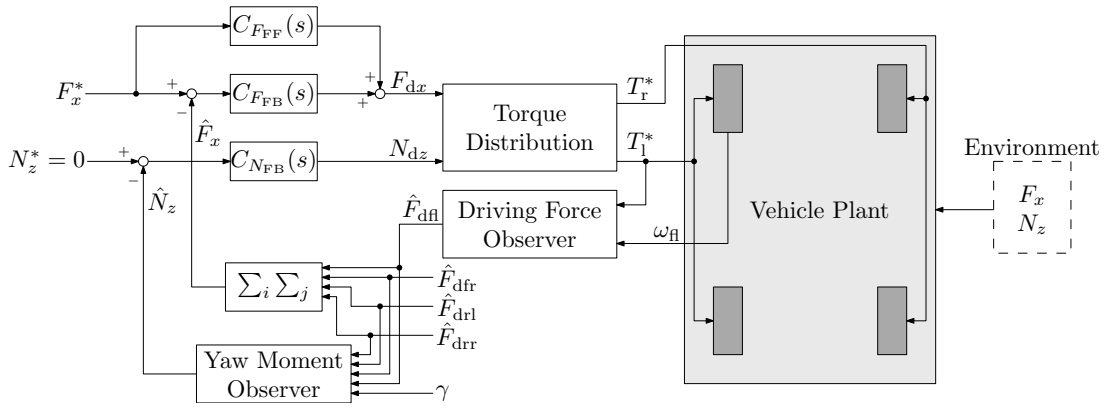 C_{F_{FF}}(s)
F_x^*
+
−
C_{F_{FB}}(s)
+
+
F_{dx}
\hat{F}_x
N_z^* = 0
+
−
C_{N_{FB}}(s)
N_{dz}
\hat{N}_z
Torque
Distribution
T_r^*
T_l^*
Driving Force
Observer
\hat{F}_{dfl}
ω_{fl}
∑_i ∑_j
\hat{F}_{dfr}
\hat{F}_{drl}
\hat{F}_{drr}
Yaw Moment
Observer
γ
Vehicle Plant
Environment
F_x
N_z